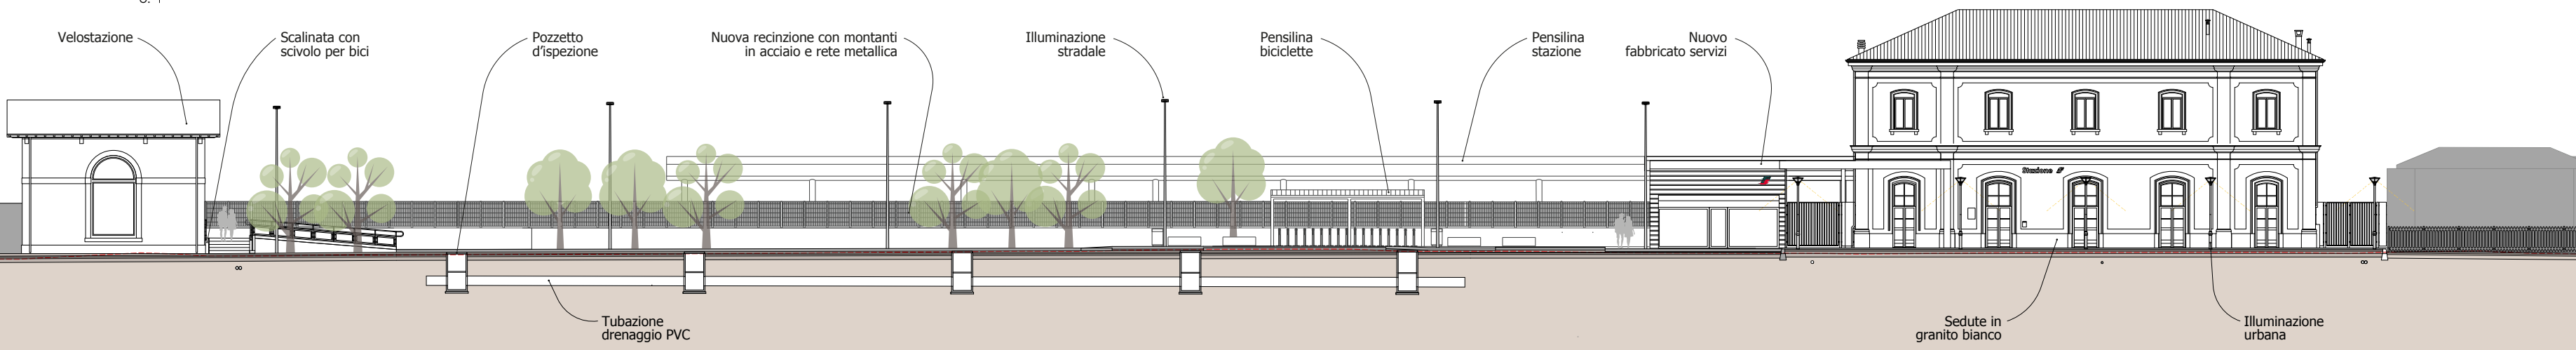 Velostazione
Scalinata con
scivolo per bici
Pozzetto
d'ispezione
Nuova recinzione con montanti
in acciaio e rete metallica
Illuminazione
stradale
Pensilina
biciclette
Pensilina
stazione
Nuovo
fabbricato servizi
Stazione
Tubazione
drenaggio PVC
Sedute in
granito bianco
Illuminazione
urbana